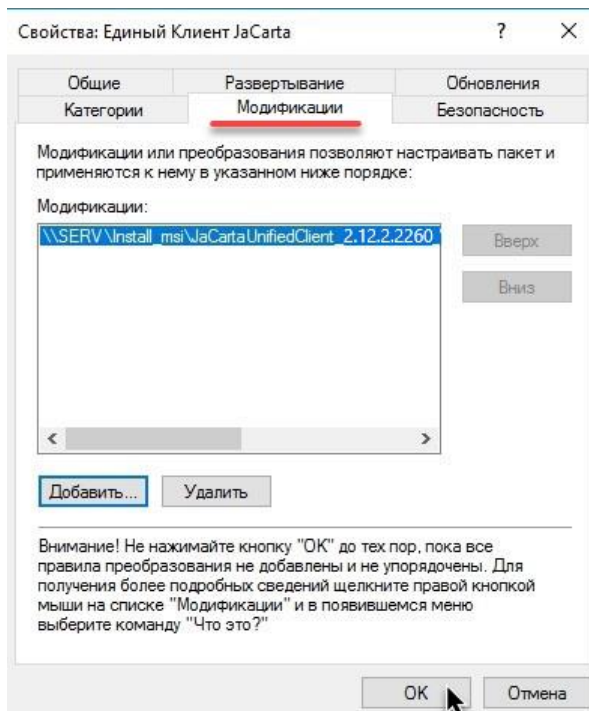 Свойства: Единый Клиент JaCarta
?
Общие
Развертывание
Обновления
Категории
Модификации
Безопасность
Модификации или преобразования позволяют настраивать пакет и
применяются к нему в указанном ниже порядке:
Модификации:
\\SERV\Install_msi\JaCartaUnifiedClient_2.12.2.2260
Вверх
Вниз
Добавить...
Удалить
Внимание! Не нажимайте кнопку "OK" до тех пор, пока все
правила преобразования не добавлены и не упорядочены. Для
получения более подробных сведений щелкните правой кнопкой
мыши на списке "Модификации" и в появившемся меню
выберите команду "Что это?"
OK
Отмена